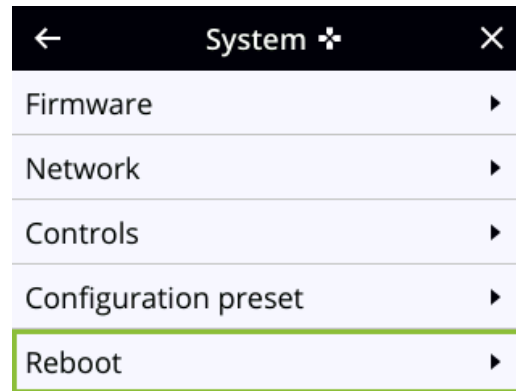 System
Firmware
Network
Controls
Configuration preset
Reboot